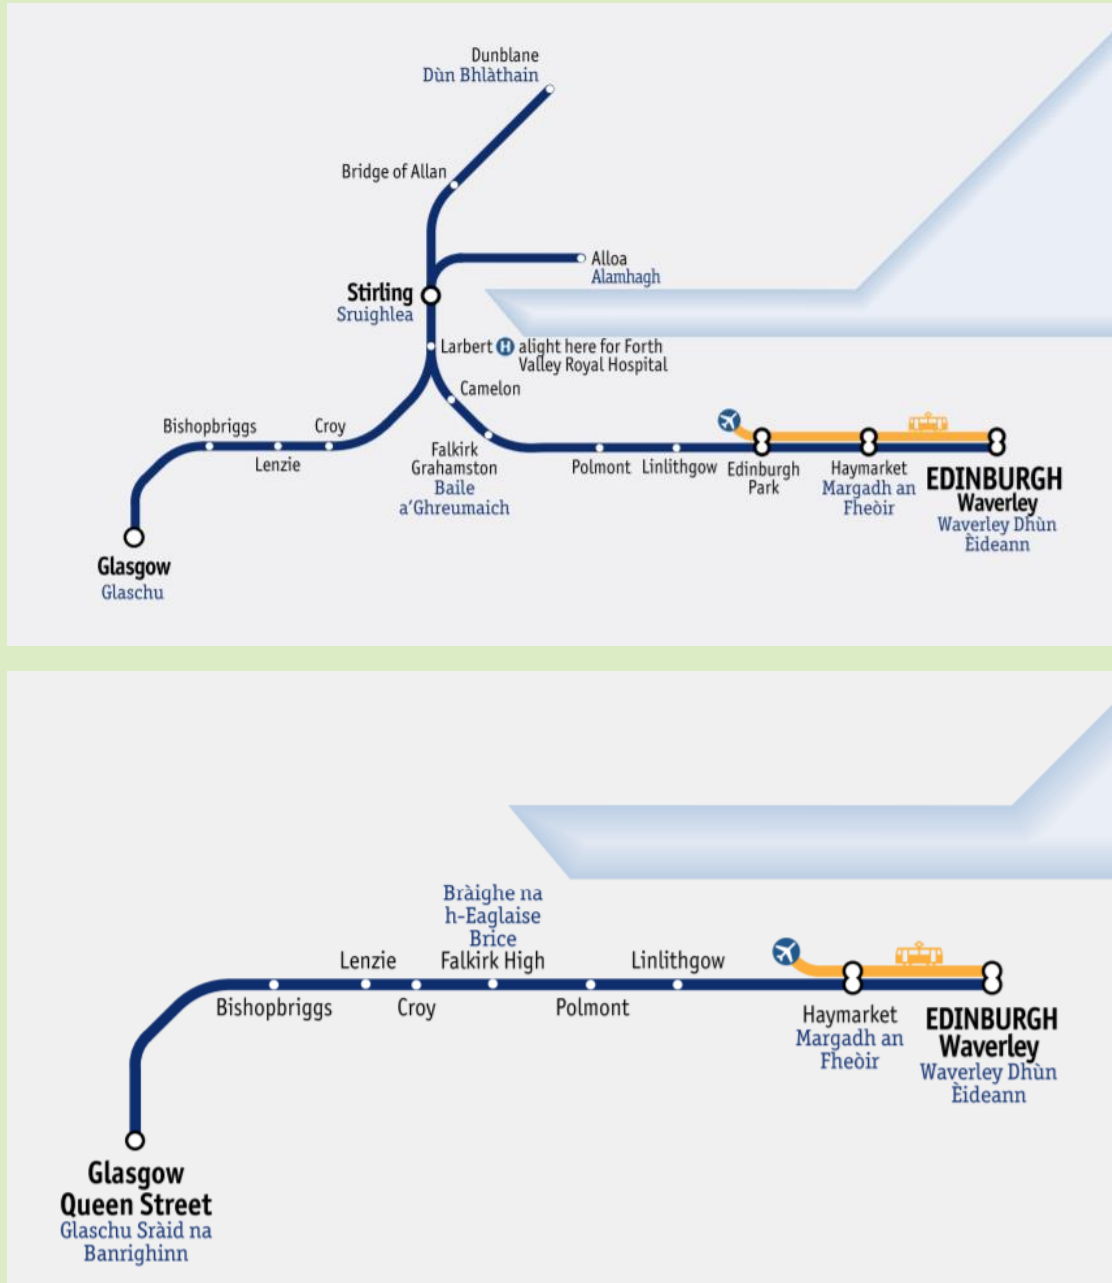 Dunblane
Dùn Bhlàthain
Bridge of Allan
Alloa
Alamhagh
Stirling
Sruighlea
Larbert H alight here for Forth
Valley Royal Hospital
Camelon
Bishopbriggs
Croy
Lenzie
Falkirk
Grahamston
Baile
a'Ghreumaich
Polmont
Linlithgow
Edinburgh
Park
Haymarket
Margadh an
Fheòir
EDINBURGH
Waverley
Waverley Dhùn
Èideann
Glasgow
Glaschu
Bràighe na
h-Eaglaise
Brice
Falkirk High
Lenzie
Linlithgow
Bishopbriggs
Croy
Polmont
Haymarket
Margadh an
Fheòir
EDINBURGH
Waverley
Waverley Dhùn
Èideann
Glasgow
Queen Street
Glaschu Sràid na
Banrighinn